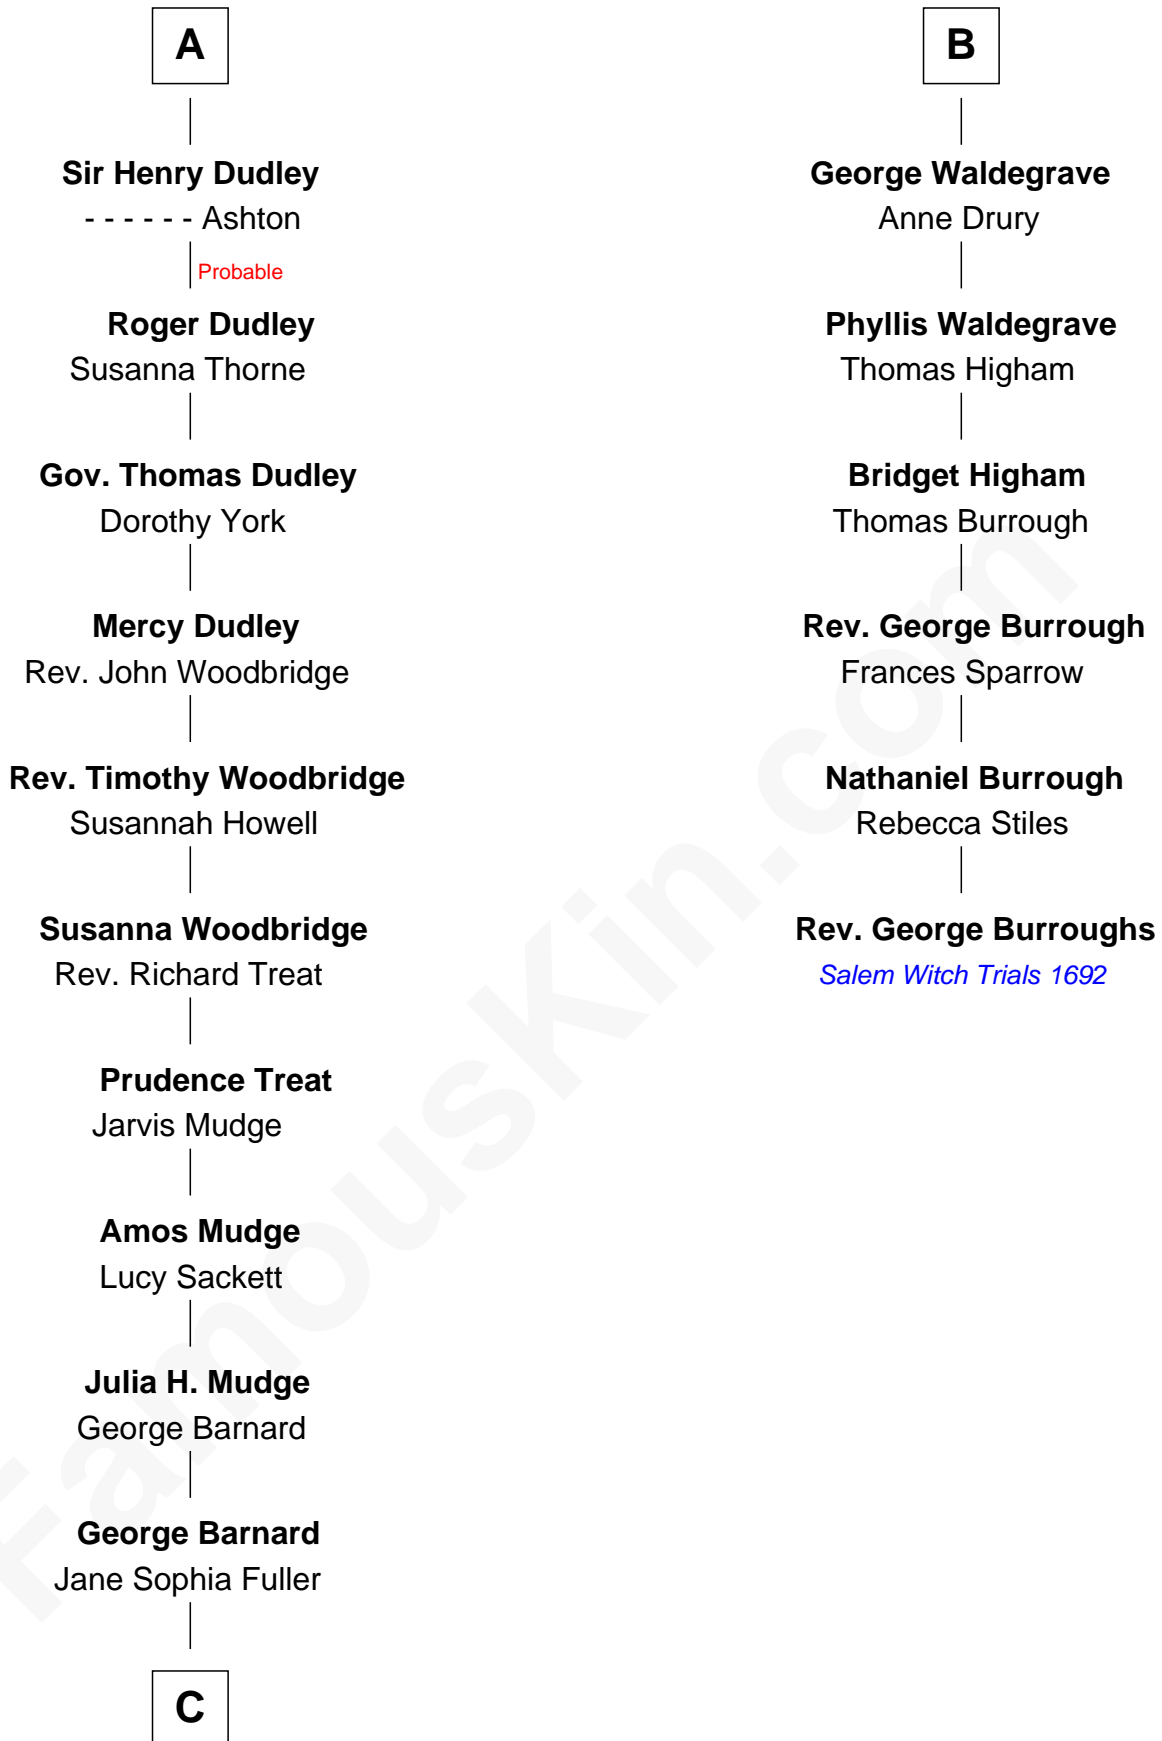 A
Sir Henry Dudley
- - - - - - Ashton
Probable
Roger Dudley
Susanna Thorne
Gov. Thomas Dudley
Dorothy York
Mercy Dudley
Rev. John Woodbridge
Rev. Timothy Woodbridge
Susannah Howell
Susanna Woodbridge
Rev. Richard Treat
Prudence Treat
Jarvis Mudge
Amos Mudge
Lucy Sackett
Julia H. Mudge
George Barnard
George Barnard
Jane Sophia Fuller
C
B
George Waldegrave
Anne Drury
Phyllis Waldegrave
Thomas Higham
Bridget Higham
Thomas Burrough
Rev. George Burrough
Frances Sparrow
Nathaniel Burrough
Rebecca Stiles
Rev. George Burroughs
Salem Witch Trials 1692
FamousKin.com